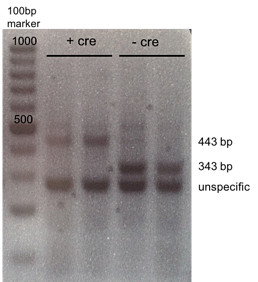 100bp
marker
1000
+ cre
- cre
500
443 bp
343 bp
unspecific